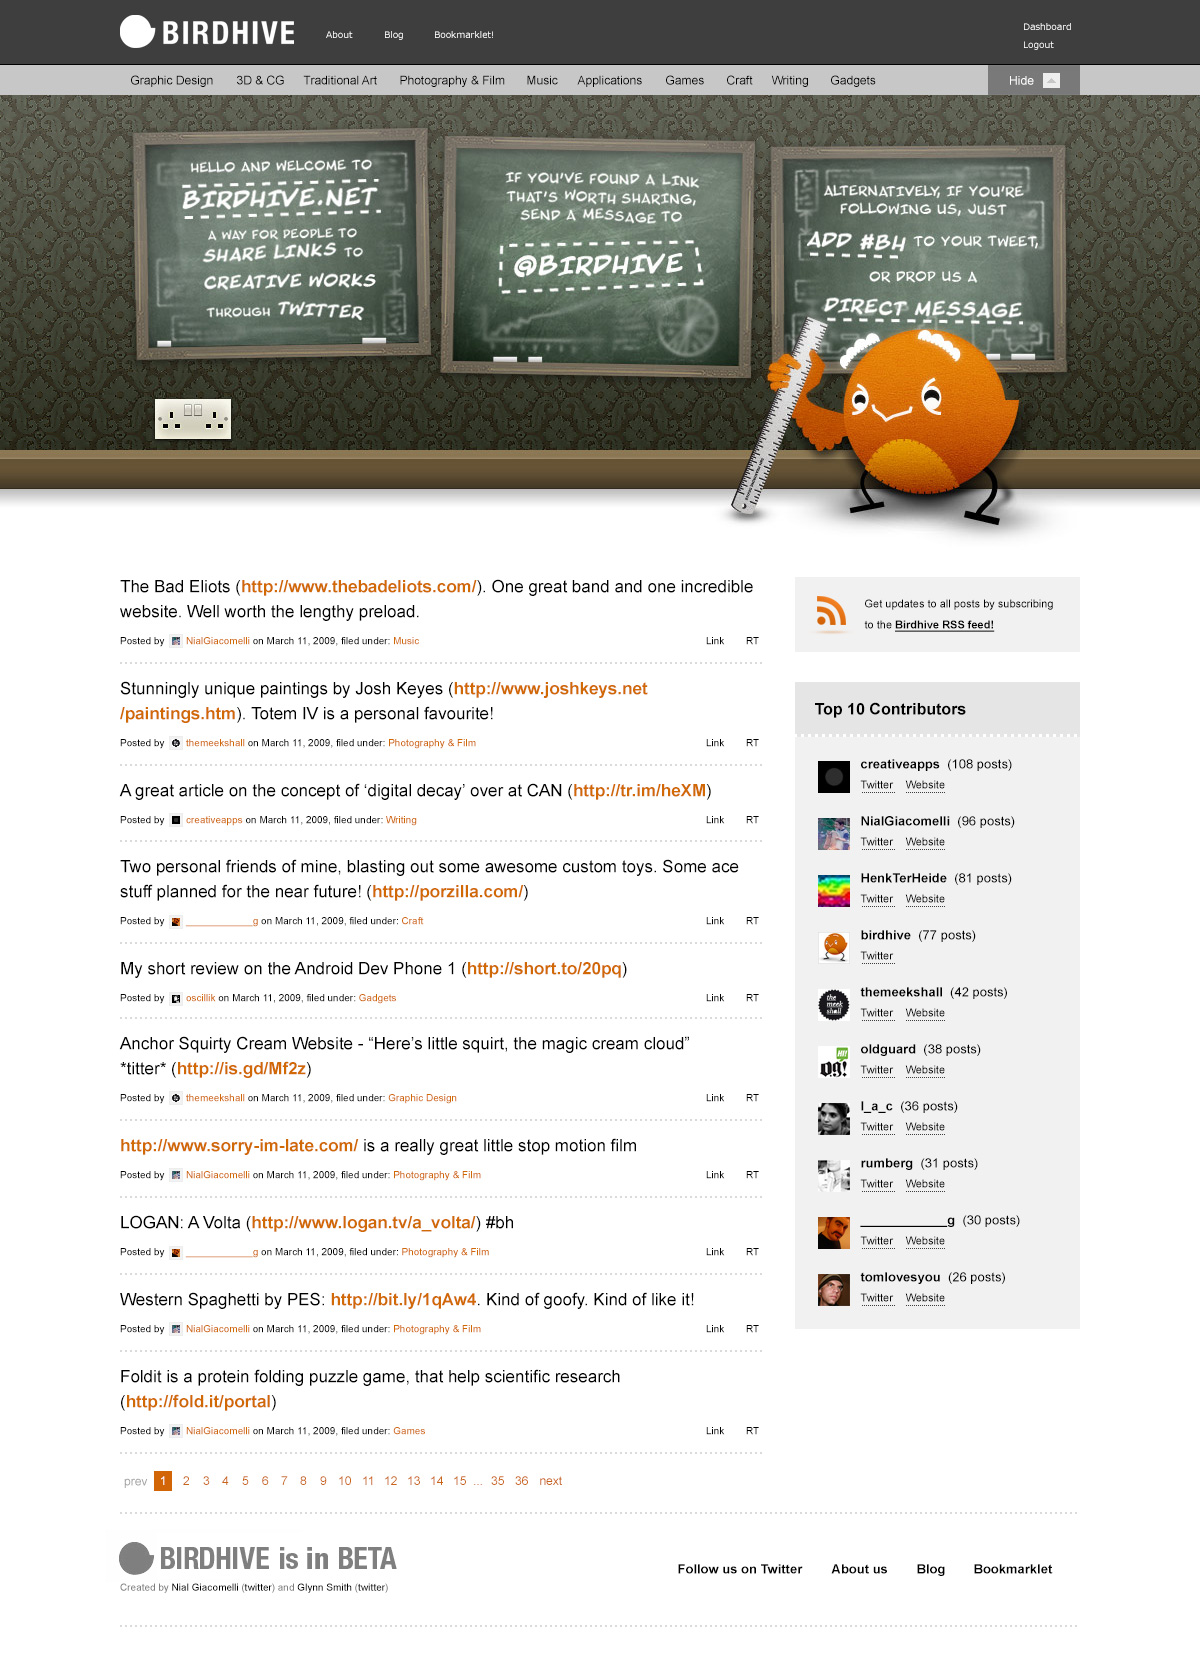 BIRDHIVE
About Blog Bookmarklet!
Dashboard
Logout
Graphic Design 3D & CG Traditional Art Photography & Film Music Applications Games Craft Writing Gadgets Hide
HELLO AND WELCOME TO
BIRDHIVE.NET
A WAY FOR PEOPLE TO
SHARE LINKS TO
CREATIVE WORKS
THROUGH TWITTER
IF YOU'VE FOUND A LINK
THAT'S WORTH SHARING,
SEND A MESSAGE TO
@BIRDHIVE
ALTERNATIVELY, IF YOU'RE
FOLLOWING US, JUST
ADD #BH TO YOUR TWEET,
OR DROP US A
DIRECT MESSAGE
The Bad Eliots (http://www.thebadeliots.com/). One great band and one incredible
website. Well worth the lengthy preload.
Posted by NialGiacomelli on March 11, 2009, filed under: Music Link RT
Stunningly unique paintings by Josh Keyes (http://www.joshkeys.net
/paintings.htm). Totem IV is a personal favourite!
Posted by themeekshall on March 11, 2009, filed under: Photography & Film Link RT
A great article on the concept of ‘digital decay’ over at CAN (http://tr.im/heXM)
Posted by creativeapps on March 11, 2009, filed under: Writing Link RT
Two personal friends of mine, blasting out some awesome custom toys. Some ace
stuff planned for the near future! (http://porzilla.com/)
Posted by _____________g on March 11, 2009, filed under: Craft Link RT
My short review on the Android Dev Phone 1 (http://short.to/20pq)
Posted by oscillik on March 11, 2009, filed under: Gadgets Link RT
Anchor Squirty Cream Website - “Here’s little squirt, the magic cream cloud”
*titter* (http://is.gd/Mf2z)
Posted by themeekshall on March 11, 2009, filed under: Graphic Design Link RT
http://www.sorry-im-late.com/ is a really great little stop motion film
Posted by NialGiacomelli on March 11, 2009, filed under: Photography & Film Link RT
LOGAN: A Volta (http://www.logan.tv/a_volta/) #bh
Posted by _____________g on March 11, 2009, filed under: Photography & Film Link RT
Western Spaghetti by PES: http://bit.ly/1qAw4. Kind of goofy. Kind of like it!
Posted by NialGiacomelli on March 11, 2009, filed under: Photography & Film Link RT
Foldit is a protein folding puzzle game, that help scientific research
(http://fold.it/portal)
Posted by NialGiacomelli on March 11, 2009, filed under: Games Link RT
prev 1 2 3 4 5 6 7 8 9 10 11 12 13 14 15 ... 35 36 next
Get updates to all posts by subscribing
to the Birdhive RSS feed!
Top 10 Contributors
creativeapps (108 posts)
Twitter Website
NialGiacomelli (96 posts)
Twitter Website
HenkTerHeide (81 posts)
Twitter Website
birdhive (77 posts)
Twitter
the meek shall
themeekshall (42 posts)
Twitter Website
HI!
og!
oldguard (38 posts)
Twitter Website
l_a_c (36 posts)
Twitter Website
rumberg (31 posts)
Twitter Website
_____________g (30 posts)
Twitter Website
tomlovesyou (26 posts)
Twitter Website
BIRDHIVE is in BETA
Created by Nial Giacomelli (twitter) and Glynn Smith (twitter)
Follow us on Twitter About us Blog Bookmarklet